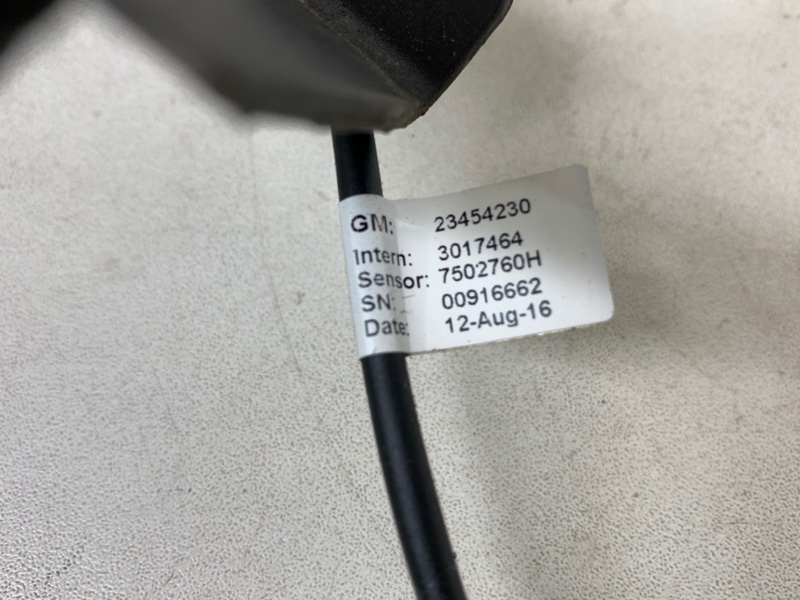 GM: 23454230
Intern: 3017464
Sensor: 7502760H
SN: 00916662
Date: 12-Aug-16